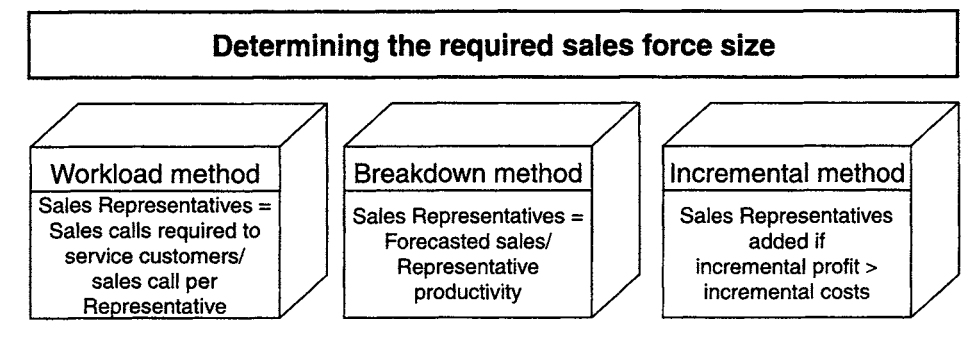 Determining the required sales force size
Workload method
Sales Representatives =
Sales calls required to
service customers/
sales call per
Representative
Breakdown method
Sales Representatives =
Forecasted sales/
Representative
productivity
Incremental method
Sales Representatives
added if
incremental profit >
incremental costs